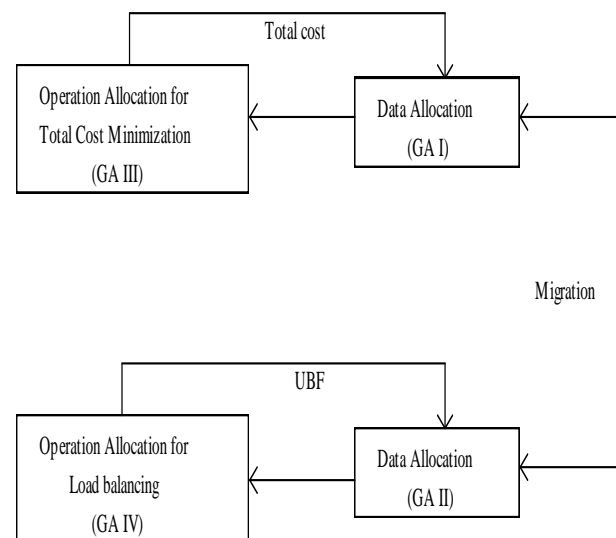 Total cost
Operation Allocation for
Total Cost Minimization
(GA III)
Data Allocation
(GA I)
Migration
UBF
Operation Allocation for
Load balancing
(GA IV)
Data Allocation
(GA II)